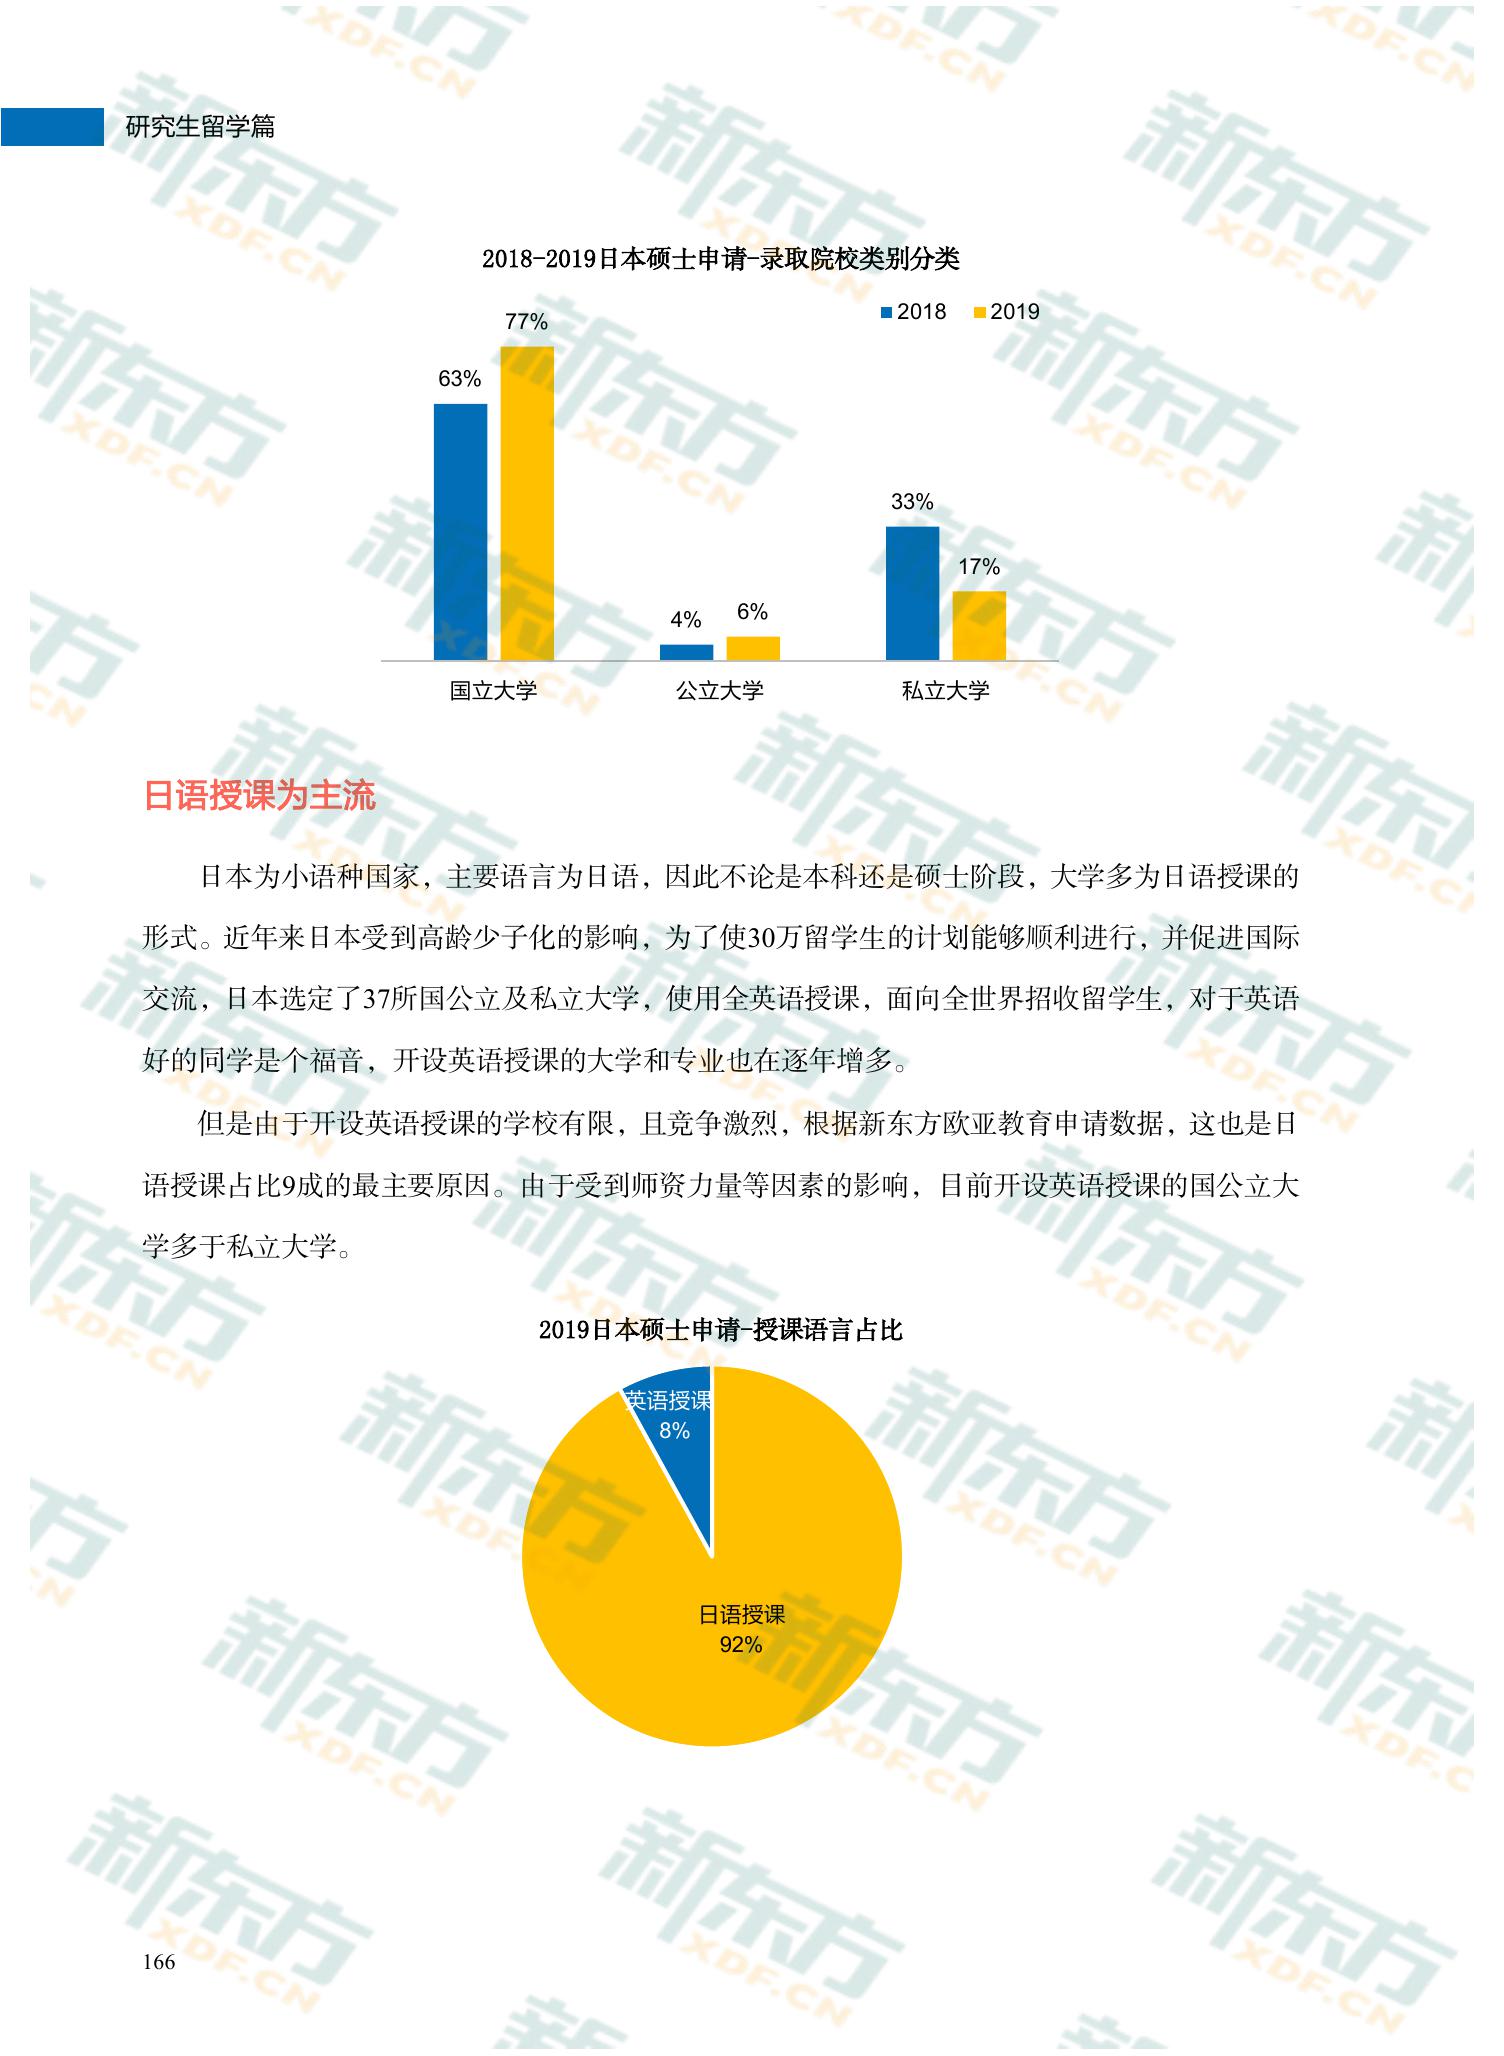 研究生留学篇
2018-2019日本硕士申请-录取院校类别分类
2018 2019
77%
63%
33%
17%
4% 6%
国立大学 公立大学 私立大学
日语授课为主流
日本为小语种国家，主要语言为日语，因此不论是本科还是硕士阶段，大学多为日语授课的
形式。近年来日本受到高龄少子化的影响，为了使30万留学生的计划能够顺利进行，并促进国际
交流，日本选定了37所国公立及私立大学，使用全英语授课，面向全世界招收留学生，对于英语
好的同学是个福音，开设英语授课的大学和专业也在逐年增多。
但是由于开设英语授课的学校有限，且竞争激烈，根据新东方欧亚教育申请数据，这也是日
语授课占比9成的最主要原因。由于受到师资力量等因素的影响，目前开设英语授课的国公立大
学多于私立大学。
2019日本硕士申请-授课语言占比
英语授课
8%
日语授课
92%
166
新东方
XDF.CN